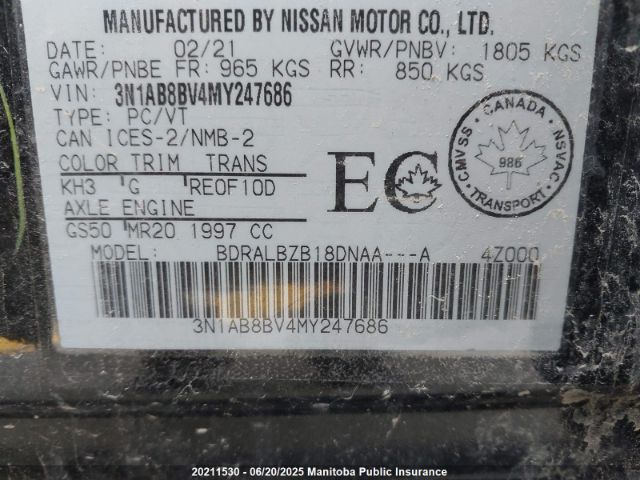 MANUFACTURED BY NISSAN MOTOR CO., LTD.
DATE: 02/21 GVWR/PNBV: 1805 KGS
GAWR/PNBE FR: 965 KGS RR: 850 KGS
VIN: 3N1AB8BV4MY247686
TYPE: PC/VT
CAN ICES-2/NMB-2
COLOR TRIM TRANS
KH3 'G 'RE0F10D
AXLE ENGINE
GS50 MR20 1997 CC
EC
CANADA
CMVSS NSVAC
986
TRANSPORT
MODEL: BDRALBZB18DNAA---A 4Z000
3N1AB8BV4MY247686
20211530 - 06/20/2025 Manitoba Public Insurance